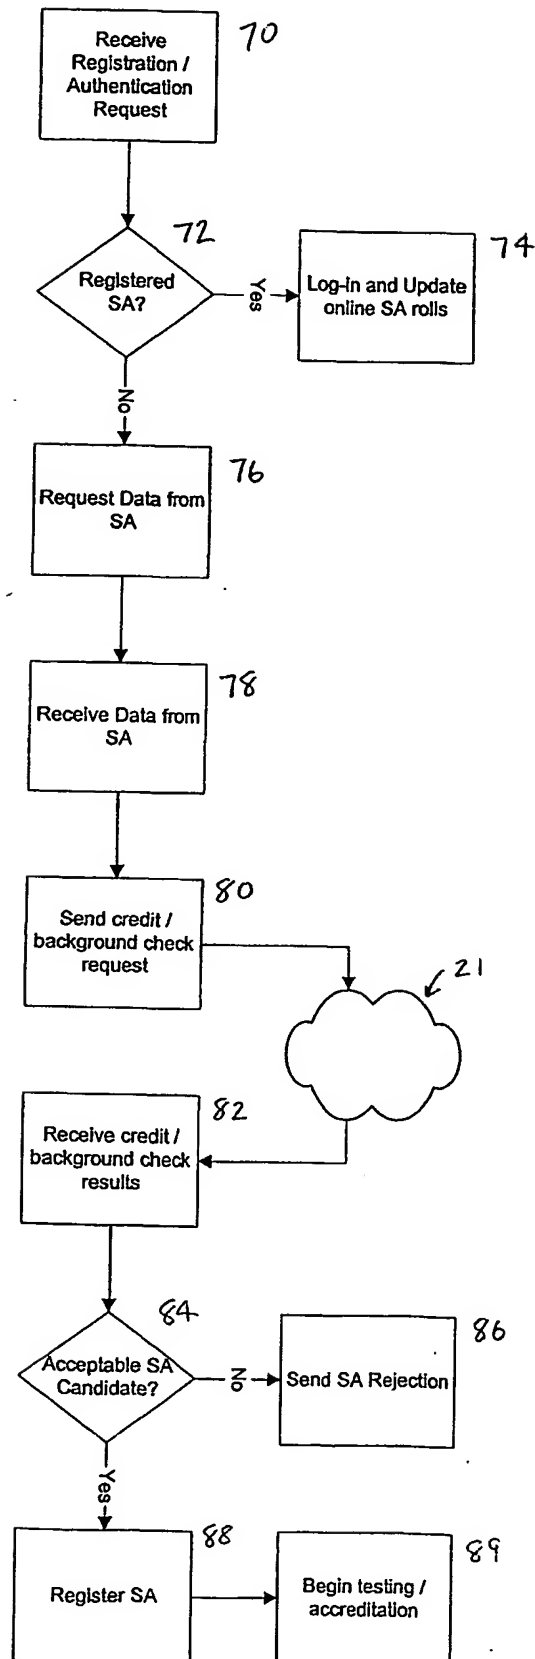 Receive
Registration /
Authentication
Request
70
72
Registered
SA?
Yes
74
Log-in and Update
online SA rolls
No
76
Request Data from
SA
78
Receive Data from
SA
80
Send credit /
background check
request
21
82
Receive credit /
background check
results
84
Acceptable SA
Candidate?
No
86
Send SA Rejection
Yes
88
Register SA
89
Begin testing /
accreditation